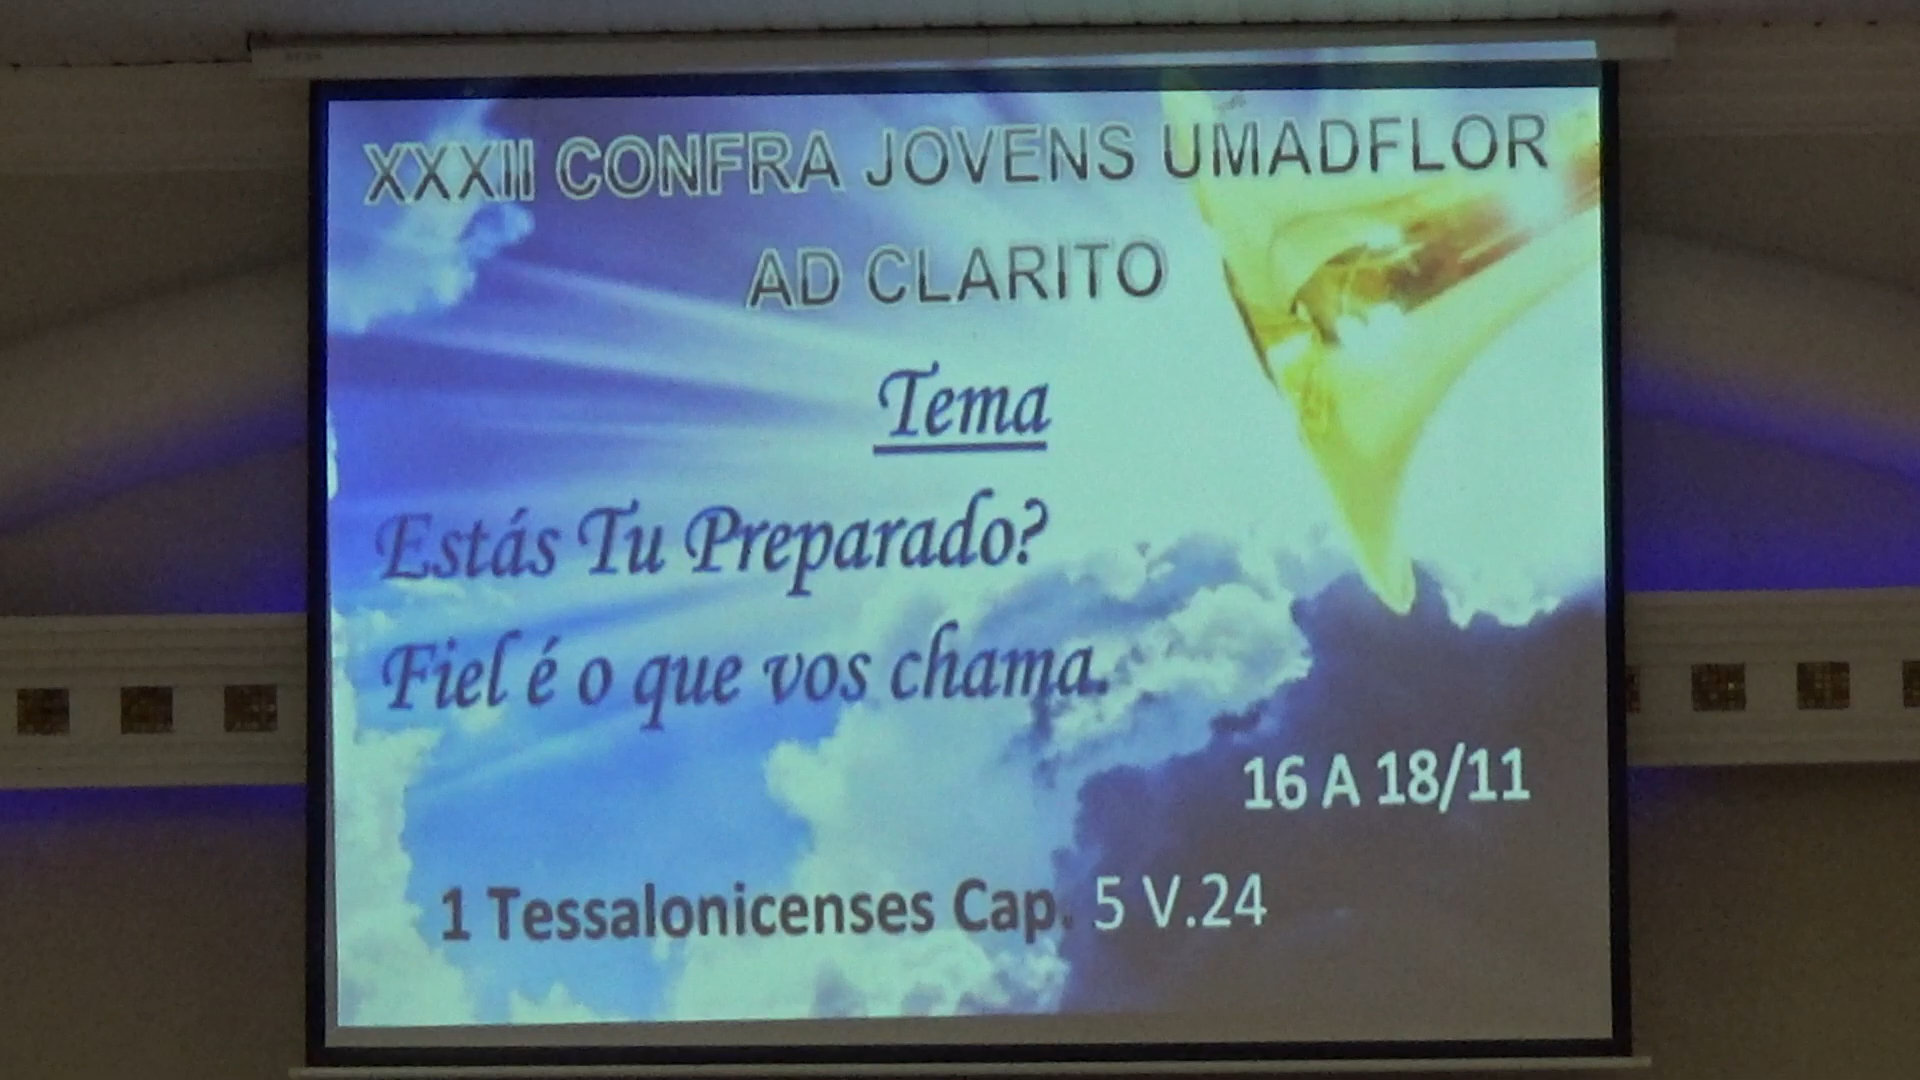 XXXII CONFRA JOVENS UMADFLOR
AD CLARITO
Tema
Estás Tu Preparado?
Fiel é o que vos chama.
16 A 18/11
1 Tessalonicenses Cap. 5 V.24